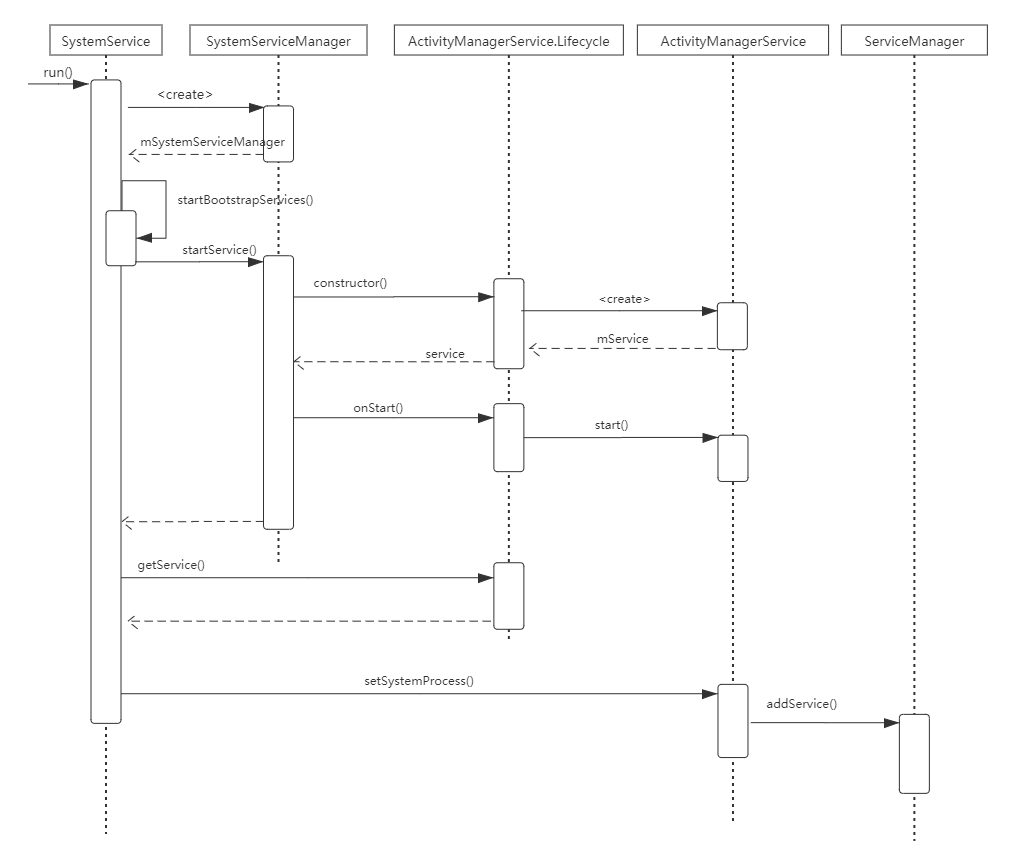 SystemService
SystemServiceManager
ActivityManagerService.Lifecycle
ActivityManagerService
ServiceManager
run()
<create>
mSystemServiceManager
startBootstrapServices()
startService()
constructor()
<create>
mService
service
onStart()
start()
getService()
setSystemProcess()
addService()